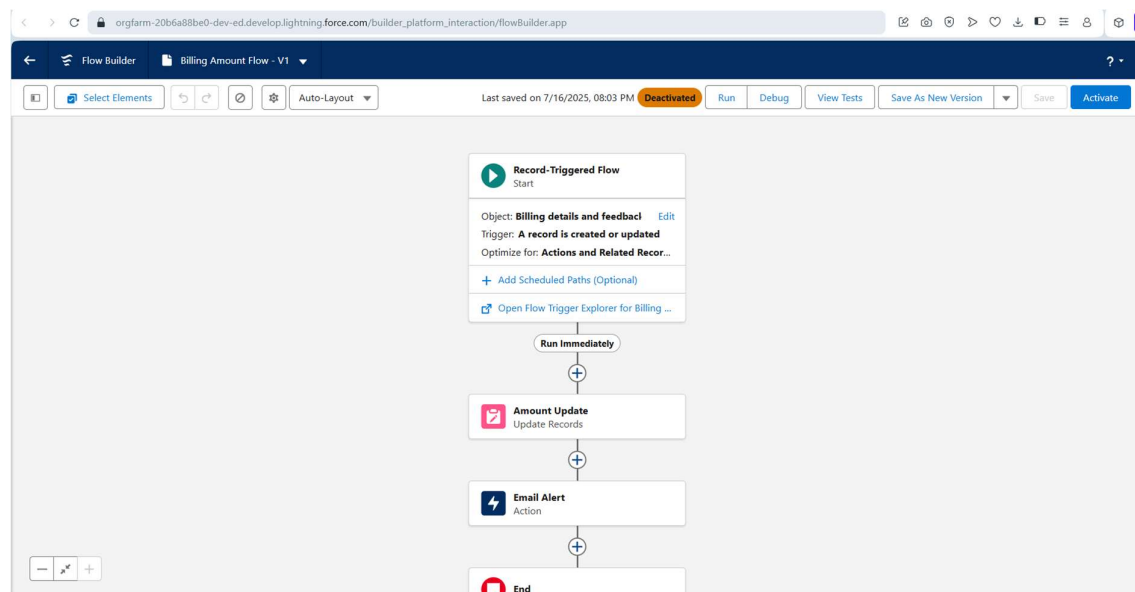 orgfarm-20b6a88be0-dev-ed.develop.lightning.force.com/builder_platform_interaction/flowBuilder.app
Flow Builder Billing Amount Flow - V1 ?
Select Elements Auto-Layout Last saved on 7/16/2025, 08:03 PM Deactivated Run Debug View Tests Save As New Version Save Activate
Record-Triggered Flow
Start
Object: Billing details and feedback Edit
Trigger: A record is created or updated
Optimize for: Actions and Related Recor...
+ Add Scheduled Paths (Optional)
Open Flow Trigger Explorer for Billing ...
Run Immediately
Amount Update
Update Records
Email Alert
Action
End